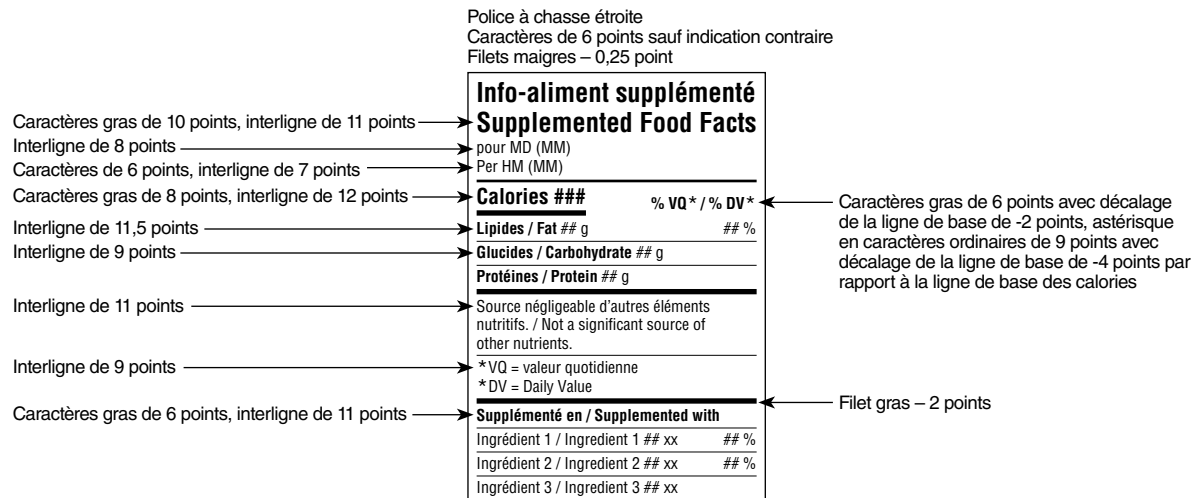 Police à chasse étroite
Caractères de 6 points sauf indication contraire
Filets maigres – 0,25 point
Caractères gras de 10 points, interligne de 11 points
Interligne de 8 points
Caractères de 6 points, interligne de 7 points
Caractères gras de 8 points, interligne de 12 points
Interligne de 11,5 points
Interligne de 9 points
Interligne de 11 points
Interligne de 9 points
Caractères gras de 6 points, interligne de 11 points
Info-aliment supplémenté
Supplemented Food Facts
pour MD (MM)
Per HM (MM)
Calories ###
% VQ* / % DV*
Lipides / Fat ## g ## %
Glucides / Carbohydrate ## g
Protéines / Protein ## g
Source négligeable d'autres éléments
nutritifs. / Not a significant source of
other nutrients.
*VQ = valeur quotidienne
*DV = Daily Value
Supplémenté en / Supplemented with
Ingrédient 1 / Ingredient 1 ## xx ## %
Ingrédient 2 / Ingredient 2 ## xx ## %
Ingrédient 3 / Ingredient 3 ## xx
Caractères gras de 6 points avec décalage
de la ligne de base de -2 points, astérisque
en caractères ordinaires de 9 points avec
décalage de la ligne de base de -4 points par
rapport à la ligne de base des calories
Filet gras – 2 points